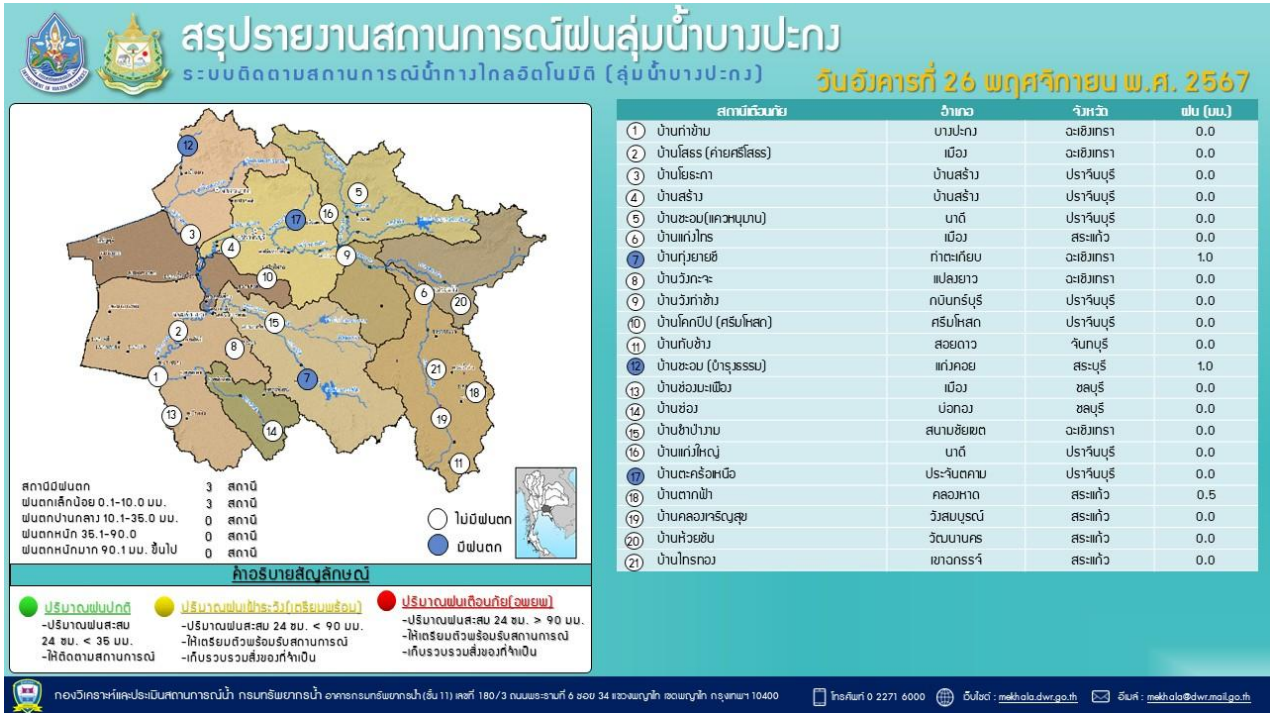 สรุปรายงานสถานการณ์ฝนลุ่มน้ำบางปะกง
ระบบติดตามสถานการณ์น้ำทางไกลอัตโนมัติ (ลุ่มน้ำบางปะกง)
วันอังคารที่ 26 พฤศจิกายน พ.ศ. 2567
สถานีเตือนภัย อำเภอ จังหวัด ฝน (มม.)
1 บ้านท่าข้าม บางปะกง ฉะเชิงเทรา 0.0
2 บ้านโสธร (ค่ายศรีโสธร) เมือง ฉะเชิงเทรา 0.0
3 บ้านโยธะกา บ้านสร้าง ปราจีนบุรี 0.0
4 บ้านสร้าง บ้านสร้าง ปราจีนบุรี 0.0
5 บ้านชะอม(แควหนุมาน) นาดี ปราจีนบุรี 0.0
6 บ้านแก่งไทร เมือง สระแก้ว 0.0
7 บ้านทุ่งยายชี ท่าตะเกียบ ฉะเชิงเทรา 1.0
8 บ้านวังกะจะ แปลงยาว ฉะเชิงเทรา 0.0
9 บ้านวังท่าช้าง กบินทร์บุรี ปราจีนบุรี 0.0
10 บ้านโคกปีป (ศรีมโหสถ) ศรีมโหสถ ปราจีนบุรี 0.0
11 บ้านทับช้าง สอยดาว จันทบุรี 0.0
12 บ้านชะอม (บำรุงธรรม) แก่งคอย สระบุรี 1.0
13 บ้านช่องมะเฟือง เมือง ชลบุรี 0.0
14 บ้านช่อง บ่อทอง ชลบุรี 0.0
15 บ้านชำป่างาม สนามชัยเขต ฉะเชิงเทรา 0.0
16 บ้านแก่งใหญ่ นาดี ปราจีนบุรี 0.0
17 บ้านตะคร้อเหนือ ประจันตคาม ปราจีนบุรี 0.0
18 บ้านตากฟ้า คลองหาด สระแก้ว 0.5
19 บ้านคลองเจริญสุข วังสมบูรณ์ สระแก้ว 0.0
20 บ้านห้วยชัน วัฒนานคร สระแก้ว 0.0
21 บ้านไทรทอง เขาฉกรรจ์ สระแก้ว 0.0
12
5
17
16
3
4
9
10
6
20
15
2
8
1
7
21
18
13
19
14
11
สถานีมีฝนตก 3 สถานี
ฝนตกเล็กน้อย 0.1-10.0 มม. 3 สถานี
ฝนตกปานกลาง 10.1-35.0 มม. 0 สถานี
ฝนตกหนัก 35.1-90.0 0 สถานี
ฝนตกหนักมาก 90.1 มม. ขึ้นไป 0 สถานี
ไม่มีฝนตก
มีฝนตก
คำอธิบายสัญลักษณ์
ปริมาณฝนปกติ
-ปริมาณฝนสะสม
24 ชม. < 35 มม.
-ให้ติดตามสถานการณ์
ปริมาณฝนเฝ้าระวัง(เตรียมพร้อม)
-ปริมาณฝนสะสม 24 ชม. < 90 มม.
-ให้เตรียมตัวพร้อมรับสถานการณ์
-เก็บรวบรวมสิ่งของที่จำเป็น
ปริมาณฝนเตือนภัย(อพยพ)
-ปริมาณฝนสะสม 24 ชม. > 90 มม.
-ให้เตรียมตัวพร้อมรับสถานการณ์
-เก็บรวบรวมสิ่งของที่จำเป็น
กองวิเคราะห์และประเมินสถานการณ์น้ำ กรมทรัพยากรน้ำ อาคารกรมทรัพยากรน้ำ (ชั้น 11) เลขที่ 180/3 ถนนพระรามที่ 6 ซอย 34 แขวงพญาไท เขตพญาไท กรุงเทพฯ 10400
โทรศัพท์ 0 2271 6000
เว็บไซต์ : mekhala.dwr.go.th
อีเมล์ : mekhala@dwr.mail.go.th